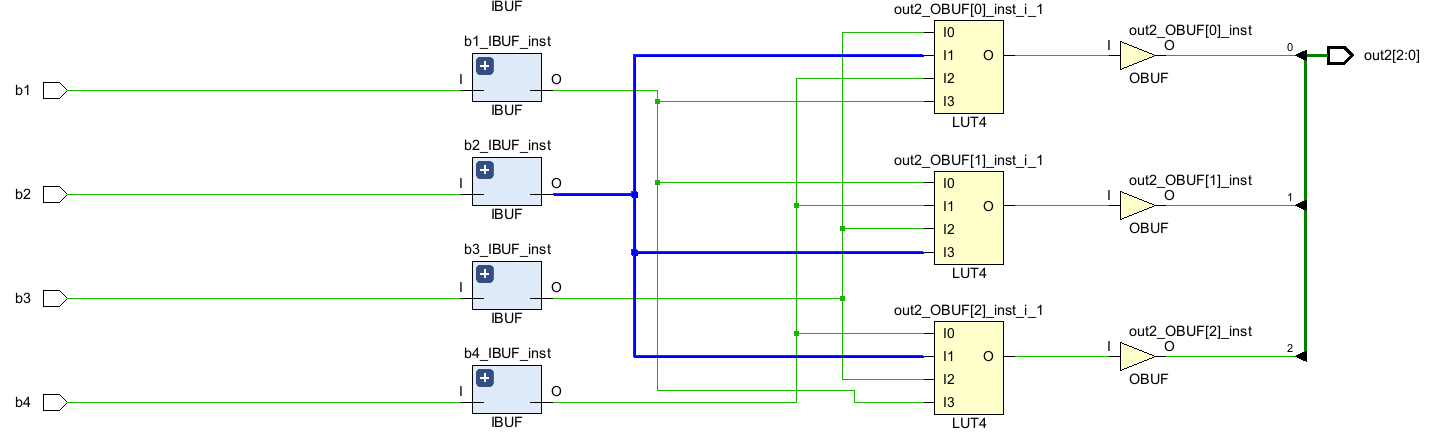 IBUF
b1_IBUF_inst
b1
I
O
IBUF
b2_IBUF_inst
b2
I
O
IBUF
b3_IBUF_inst
b3
I
O
IBUF
b4_IBUF_inst
b4
I
O
IBUF
out2_OBUF[0]_inst_i_1
I0
I1
I2
I3
O
LUT4
out2_OBUF[0]_inst
I
O
OBUF
0
out2[2:0]
out2_OBUF[1]_inst_i_1
I0
I1
I2
I3
O
LUT4
out2_OBUF[1]_inst
I
O
OBUF
1
out2_OBUF[2]_inst_i_1
I0
I1
I2
I3
O
LUT4
out2_OBUF[2]_inst
I
O
OBUF
2